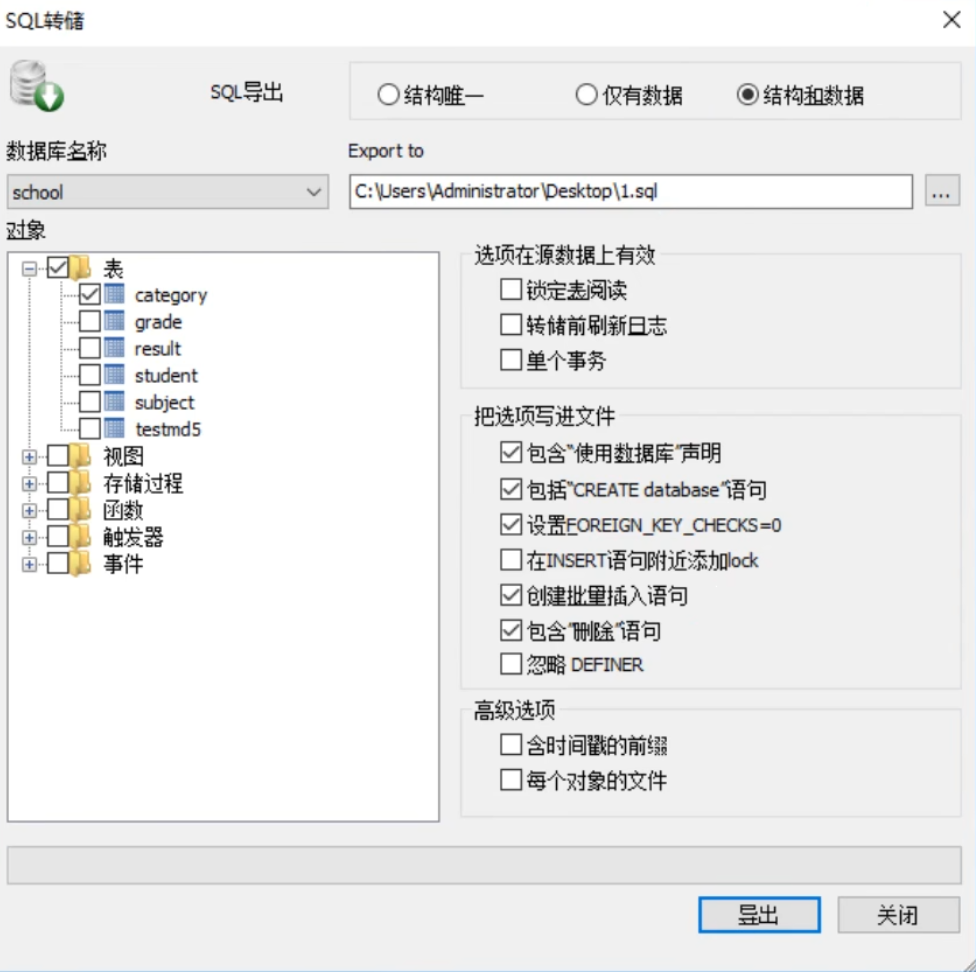 SQL转储
SQL导出
结构唯一
仅有数据
结构和数据
数据库名称
Export to
school
C:\Users\Administrator\Desktop\1.sql
...
对象
表
category
grade
result
student
subject
testmd5
视图
存储过程
函数
触发器
事件
选项在源数据上有效
锁定表阅读
转储前刷新日志
单个事务
把选项写进文件
包含"使用数据库"声明
包括"CREATE database"语句
设置FOREIGN_KEY_CHECKS=0
在INSERT语句附近添加lock
创建批量插入语句
包含"删除"语句
忽略 DEFINER
高级选项
含时间戳的前缀
每个对象的文件
导出
关闭